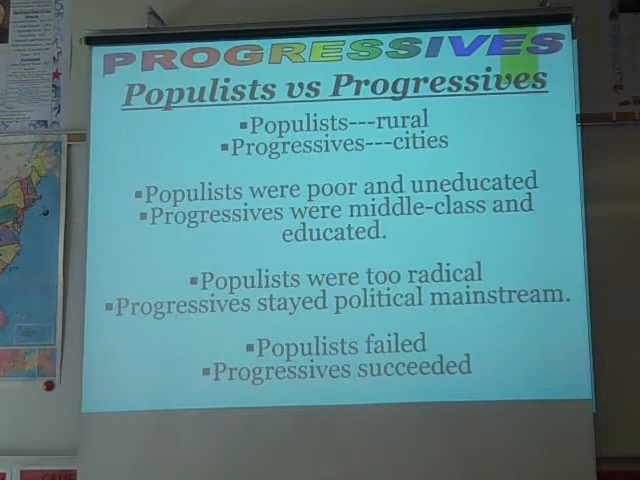 PROGRESSIVES
Populists vs Progressives
▪Populists---rural
▪Progressives---cities
▪Populists were poor and uneducated
▪Progressives were middle-class and
educated.
▪Populists were too radical
▪Progressives stayed political mainstream.
▪Populists failed
▪Progressives succeeded